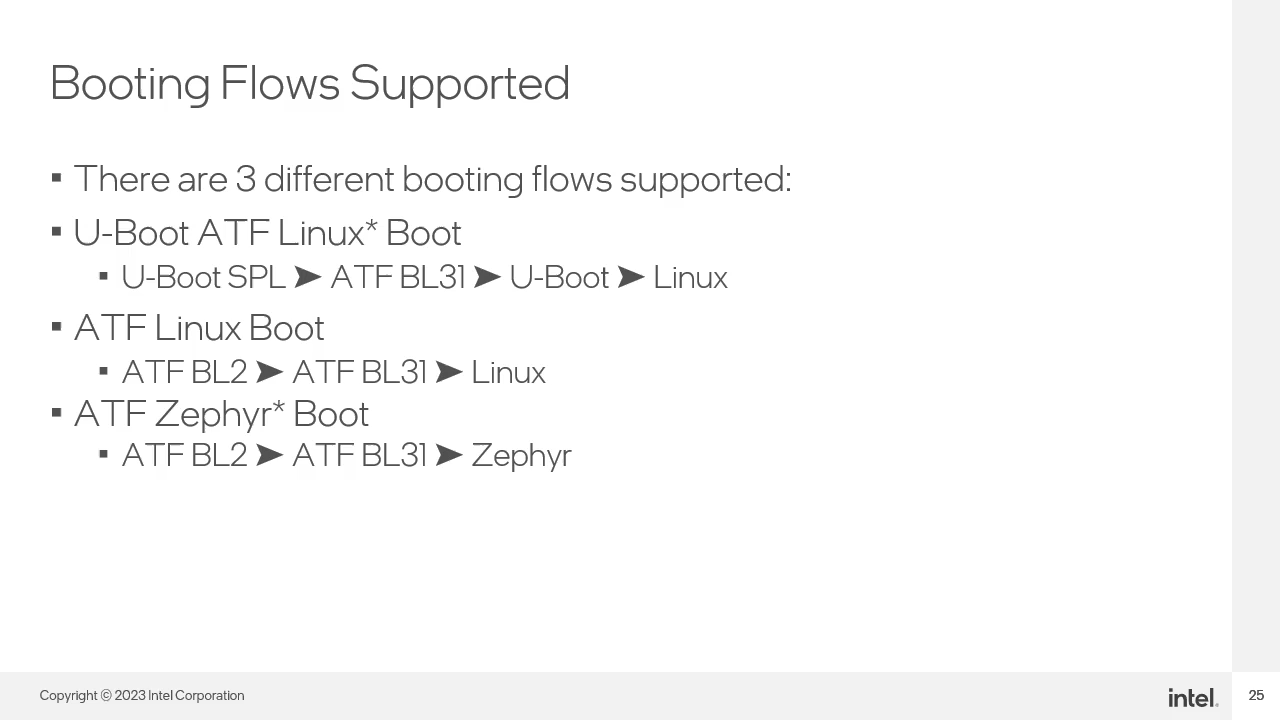 Booting Flows Supported
▪ There are 3 different booting flows supported:
▪ U-Boot ATF Linux* Boot
▪ U-Boot SPL ➤ ATF BL31 ➤ U-Boot ➤ Linux
▪ ATF Linux Boot
▪ ATF BL2 ➤ ATF BL31 ➤ Linux
▪ ATF Zephyr* Boot
▪ ATF BL2 ➤ ATF BL31 ➤ Zephyr
Copyright © 2023 Intel Corporation
intel.
25